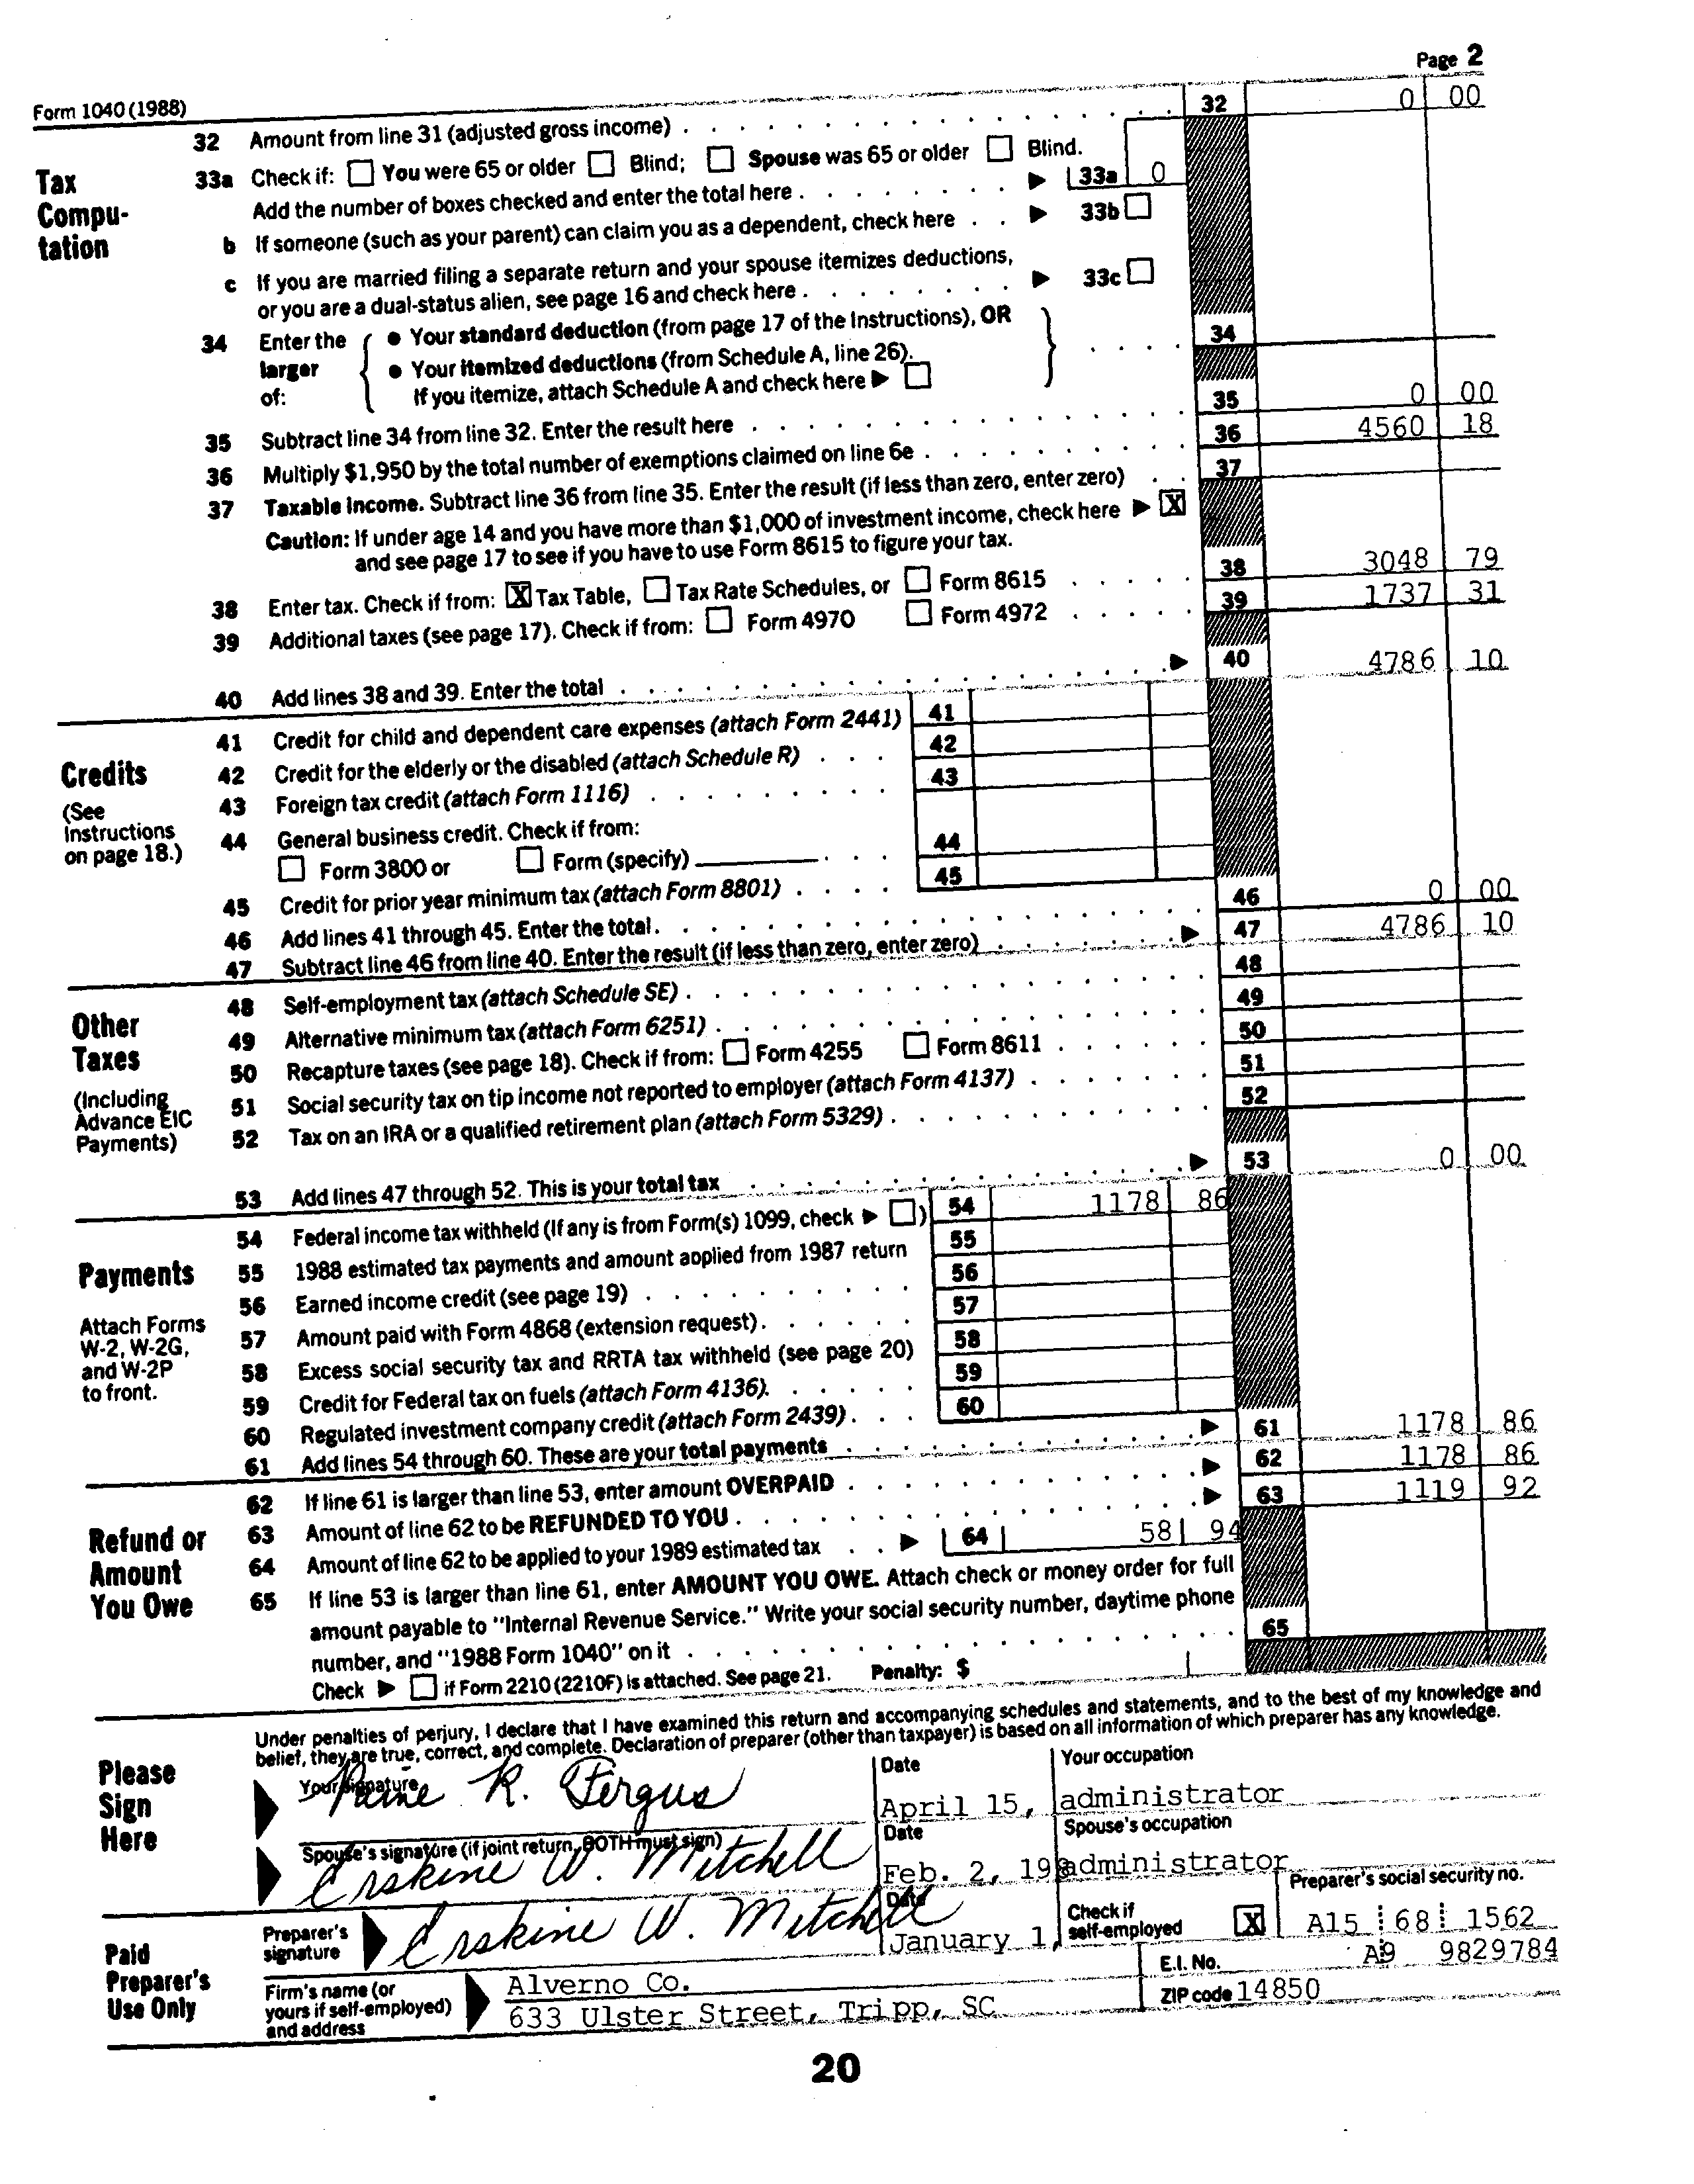 Page 2
Form 1040 (1988)
32 Amount from line 31 (adjusted gross income) . . . . 32 0 00
Tax Compu-tation
33a Check if: ☐ You were 65 or older ☐ Blind; ☐ Spouse was 65 or older ☐ Blind.
Add the number of boxes checked and enter the total here . . . . ▶ 33a 0
b If someone (such as your parent) can claim you as a dependent, check here . . ▶ 33b ☐
c If you are married filing a separate return and your spouse itemizes deductions,
or you are a dual-status alien, see page 16 and check here . . . . ▶ 33c ☐
34 Enter the larger of: { ● Your standard deduction (from page 17 of the Instructions), OR
● Your itemized deductions (from Schedule A, line 26).
If you itemize, attach Schedule A and check here ▶ ☐ } . . . . 34
35 Subtract line 34 from line 32. Enter the result here . . . . 35 0 00
36 Multiply $1,950 by the total number of exemptions claimed on line 6e . . . . 36 4560 18
37 Taxable income. Subtract line 36 from line 35. Enter the result (if less than zero, enter zero) . . 37
Caution: If under age 14 and you have more than $1,000 of investment income, check here ▶ ☒
and see page 17 to see if you have to use Form 8615 to figure your tax.
38 Enter tax. Check if from: ☒ Tax Table, ☐ Tax Rate Schedules, or ☐ Form 8615 . . . . 38 3048 79
39 Additional taxes (see page 17). Check if from: ☐ Form 4970 ☐ Form 4972 . . . . 39 1737 31
40 Add lines 38 and 39. Enter the total . . . . ▶ 40 4786 10
Credits
(See Instructions on page 18.)
41 Credit for child and dependent care expenses (attach Form 2441) 41
42 Credit for the elderly or the disabled (attach Schedule R) . . . 42
43 Foreign tax credit (attach Form 1116) . . . . 43
44 General business credit. Check if from:
☐ Form 3800 or ☐ Form (specify) ______ . . . 44
45 Credit for prior year minimum tax (attach Form 8801) . . . . 45
46 Add lines 41 through 45. Enter the total . . . . 46 0 00
47 Subtract line 46 from line 40. Enter the result (if less than zero, enter zero) . . . . ▶ 47 4786 10
Other Taxes
(Including Advance EIC Payments)
48 Self-employment tax (attach Schedule SE) . . . . 48
49 Alternative minimum tax (attach Form 6251) . . . . 49
50 Recapture taxes (see page 18). Check if from: ☐ Form 4255 ☐ Form 8611 . . . . 50
51 Social security tax on tip income not reported to employer (attach Form 4137) . . . . 51
52 Tax on an IRA or a qualified retirement plan (attach Form 5329) . . . . 52
53 Add lines 47 through 52. This is your total tax . . . . ▶ 53 0 00
Payments
Attach Forms W-2, W-2G, and W-2P to front.
54 Federal income tax withheld (If any is from Form(s) 1099, check ▶ ☐) 54 1178 86
55 1988 estimated tax payments and amount applied from 1987 return 55
56 Earned income credit (see page 19) . . . . 56
57 Amount paid with Form 4868 (extension request) . . . . 57
58 Excess social security tax and RRTA tax withheld (see page 20) 58
59 Credit for Federal tax on fuels (attach Form 4136). . . . 59
60 Regulated investment company credit (attach Form 2439) . . . 60
61 Add lines 54 through 60. These are your total payments . . . . ▶ 61 1178 86
Refund or Amount You Owe
62 If line 61 is larger than line 53, enter amount OVERPAID . . . . ▶ 62 1178 86
63 Amount of line 62 to be REFUNDED TO YOU . . . . ▶ 63 1119 92
64 Amount of line 62 to be applied to your 1989 estimated tax . . ▶ 64 58 94
65 If line 53 is larger than line 61, enter AMOUNT YOU OWE. Attach check or money order for full
amount payable to "Internal Revenue Service." Write your social security number, daytime phone
number, and "1988 Form 1040" on it . . . . 65
Check ▶ ☐ if Form 2210 (2210F) is attached. See page 21. Penalty: $
Please Sign Here
Under penalties of perjury, I declare that I have examined this return and accompanying schedules and statements, and to the best of my knowledge and
belief, they are true, correct, and complete. Declaration of preparer (other than taxpayer) is based on all information of which preparer has any knowledge.
Your signature Paine R. Fergus Date April 15, Your occupation administrator
Spouse's signature (if joint return, BOTH must sign) Erskine W. Mitchell Date Feb. 2, 198 Spouse's occupation administrator
Paid Preparer's Use Only
Preparer's signature Erskine W. Mitchell Date January 1, Check if self-employed ☒ Preparer's social security no. A15 68 1562
Firm's name (or yours if self-employed) and address Alverno Co. E.I. No. A9 9829784
633 Ulster Street, Tripp, SC ZIP code 14850
20